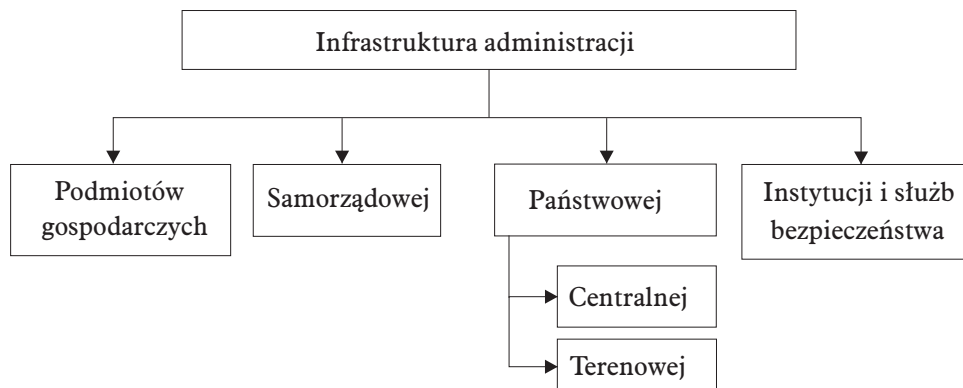 Infrastruktura administracji
Podmiotów
gospodarczych
Samorządowej
Państwowej
Instytucji i służb
bezpieczeństwa
Centralnej
Terenowej